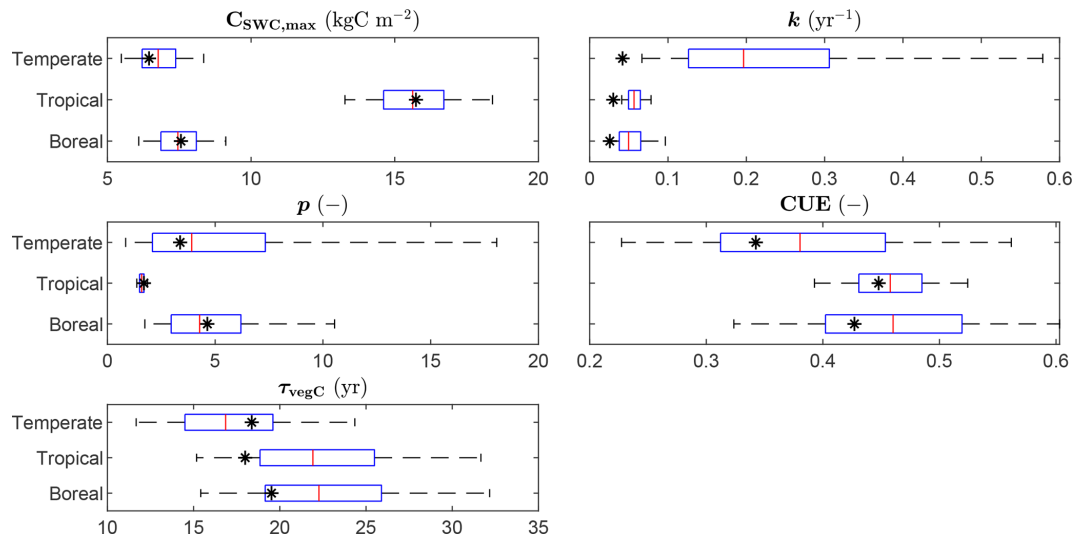 C_SWC,max (kgC m⁻²)
Temperate
Tropical
Boreal
5 10 15 20
k (yr⁻¹)
0 0.1 0.2 0.3 0.4 0.5 0.6
p (−)
Temperate
Tropical
Boreal
0 5 10 15 20
CUE (−)
0.2 0.3 0.4 0.5 0.6
τ_vegC (yr)
Temperate
Tropical
Boreal
10 15 20 25 30 35